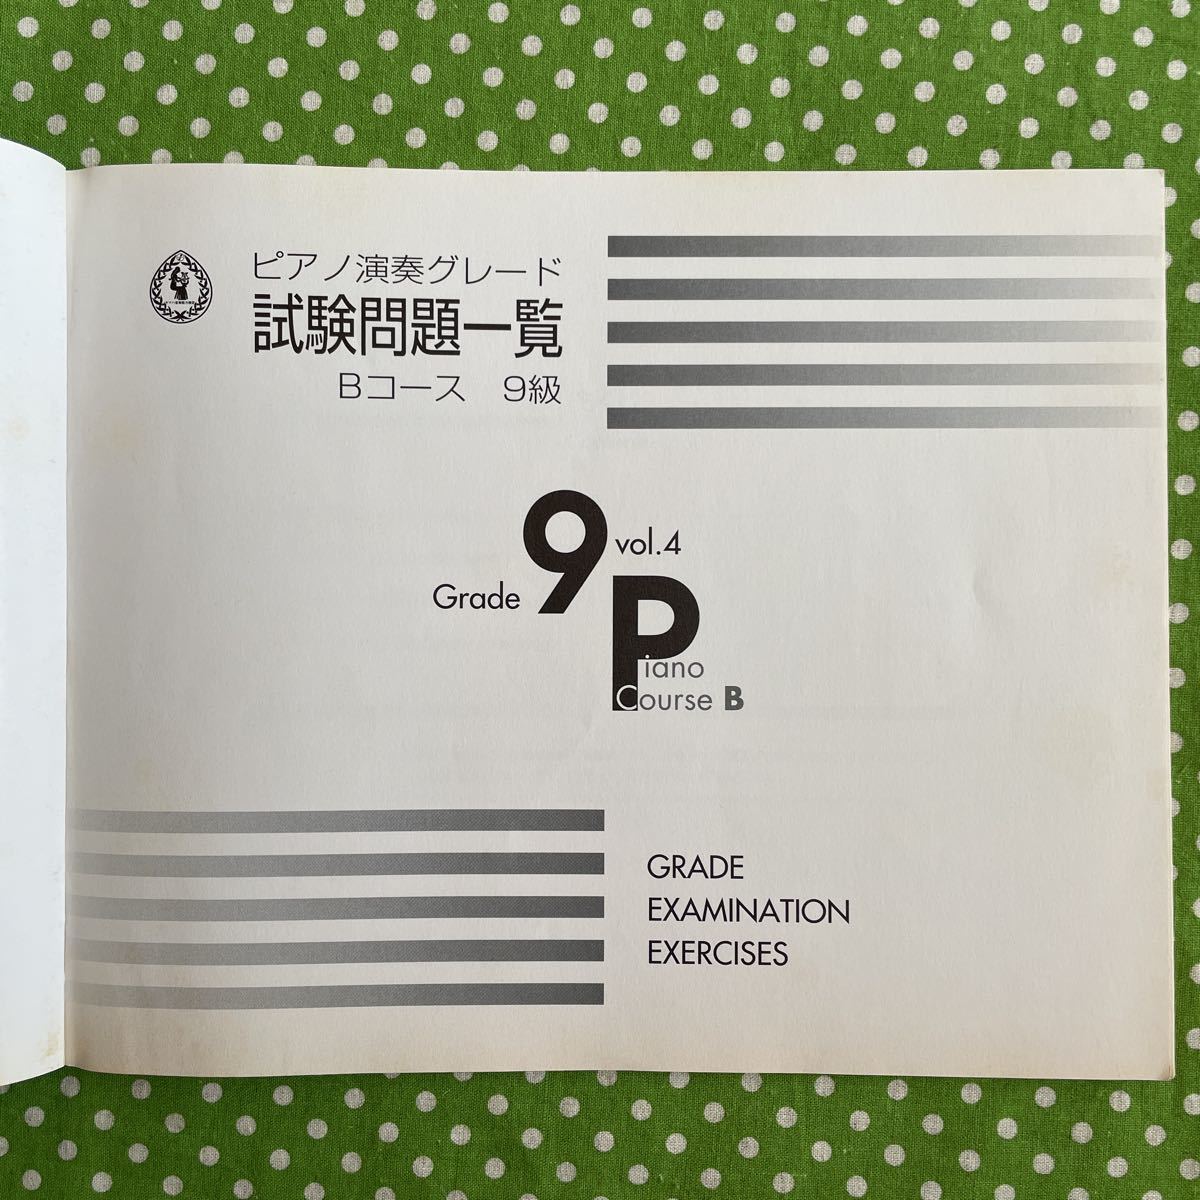 ピアノ演奏グレード
試験問題一覧
Bコース 9級
Grade 9 vol.4
Piano
Course B
GRADE
EXAMINATION
EXERCISES